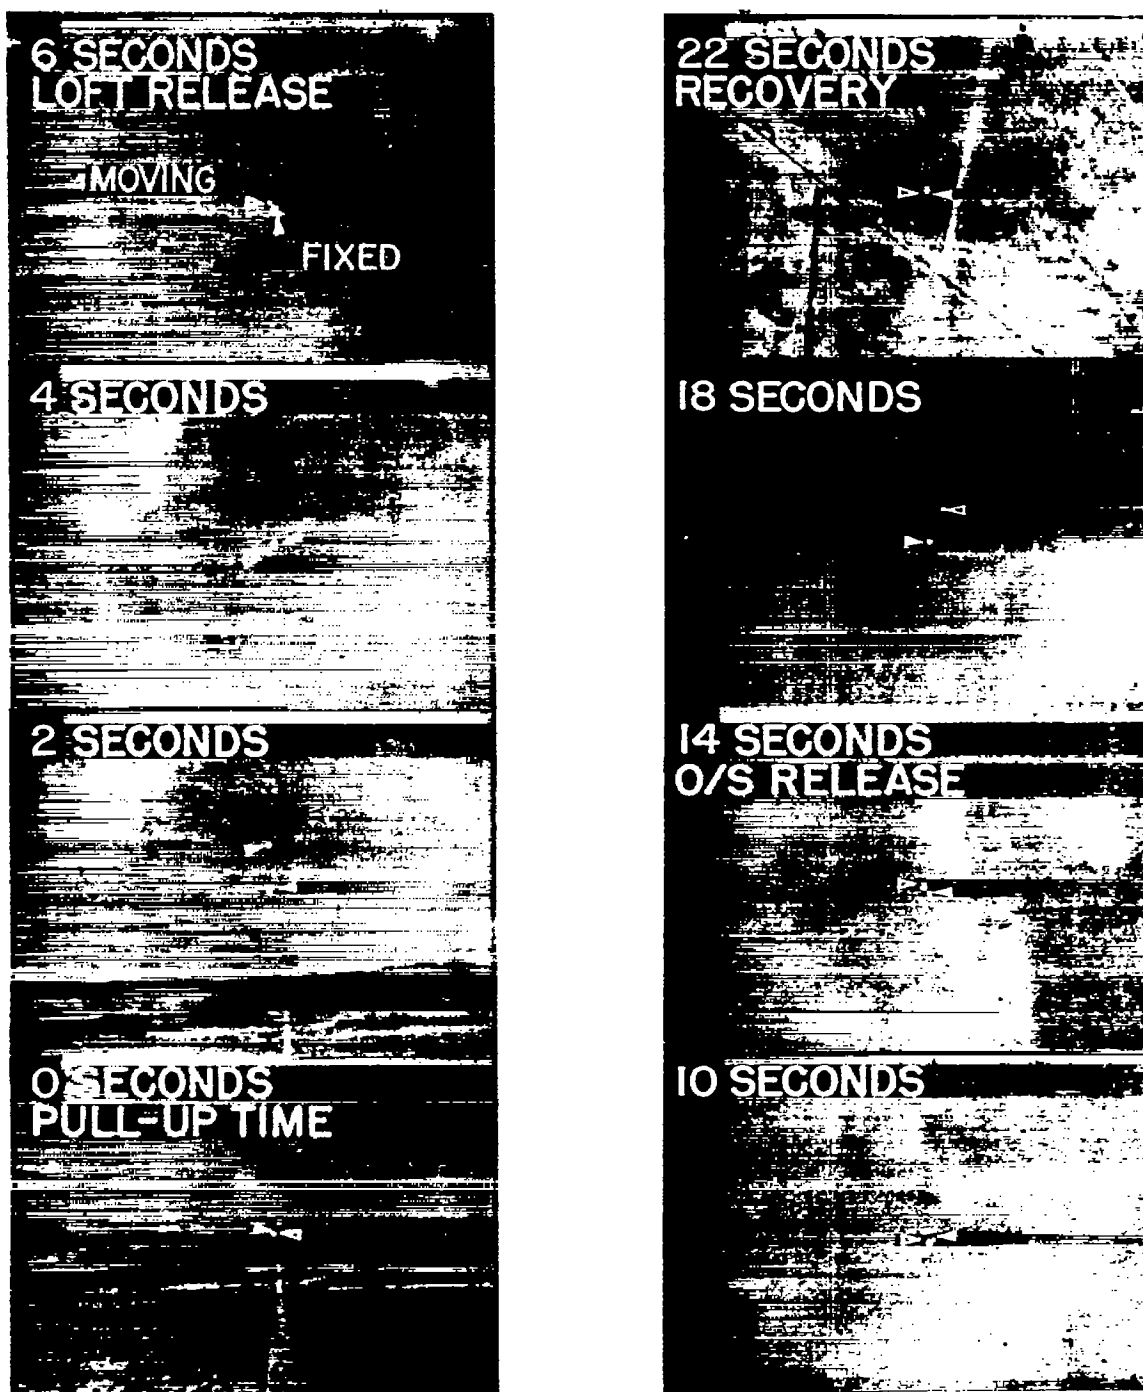 6 SECONDS
LOFT RELEASE
MOVING
FIXED
4 SECONDS
2 SECONDS
0 SECONDS
PULL-UP TIME
22 SECONDS
RECOVERY
18 SECONDS
14 SECONDS
O/S RELEASE
10 SECONDS